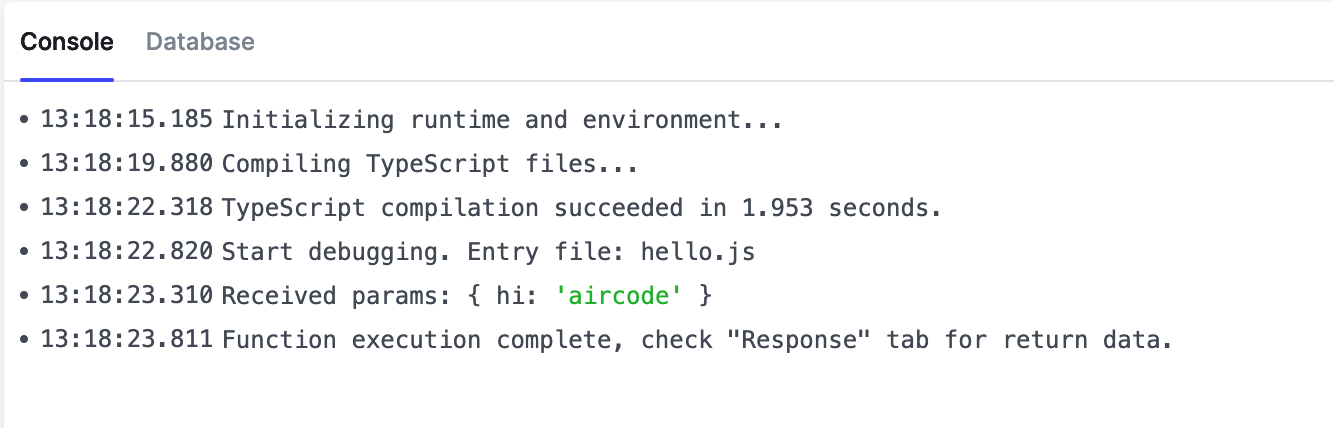 Console Database
• 13:18:15.185 Initializing runtime and environment...
• 13:18:19.880 Compiling TypeScript files...
• 13:18:22.318 TypeScript compilation succeeded in 1.953 seconds.
• 13:18:22.820 Start debugging. Entry file: hello.js
• 13:18:23.310 Received params: { hi: 'aircode' }
• 13:18:23.811 Function execution complete, check "Response" tab for return data.